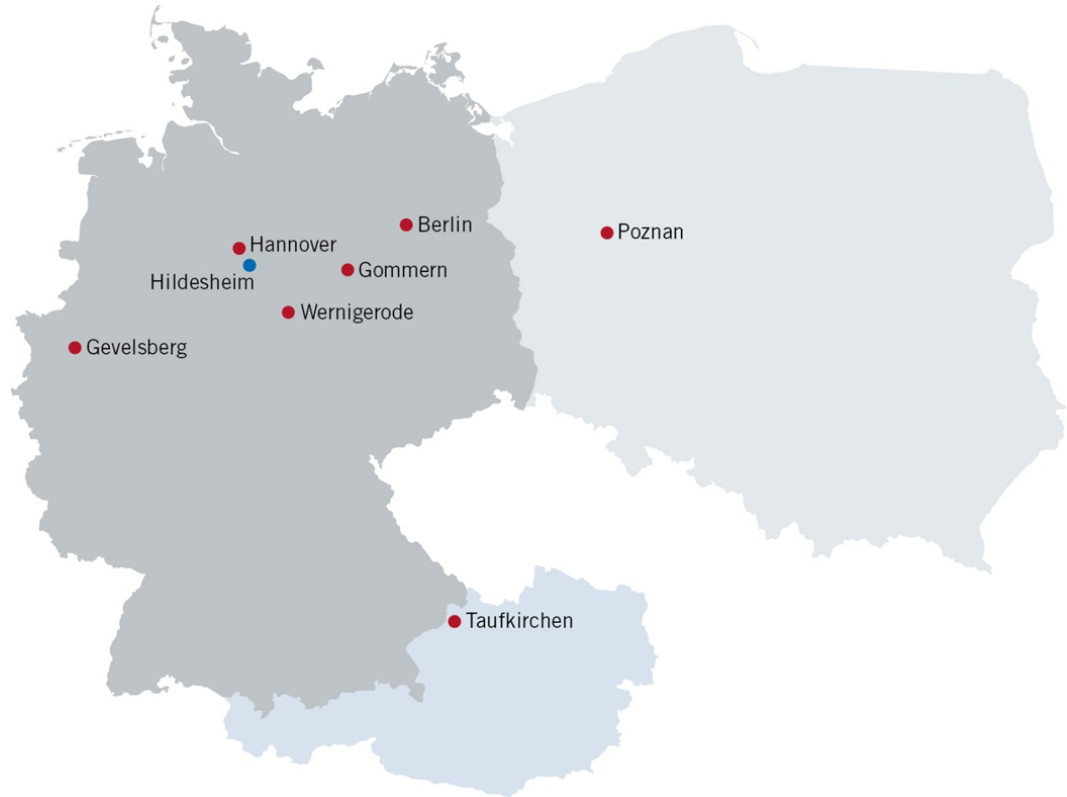 Berlin
Poznan
Hannover
Hildesheim
Gommern
Wernigerode
Gevelsberg
Taufkirchen